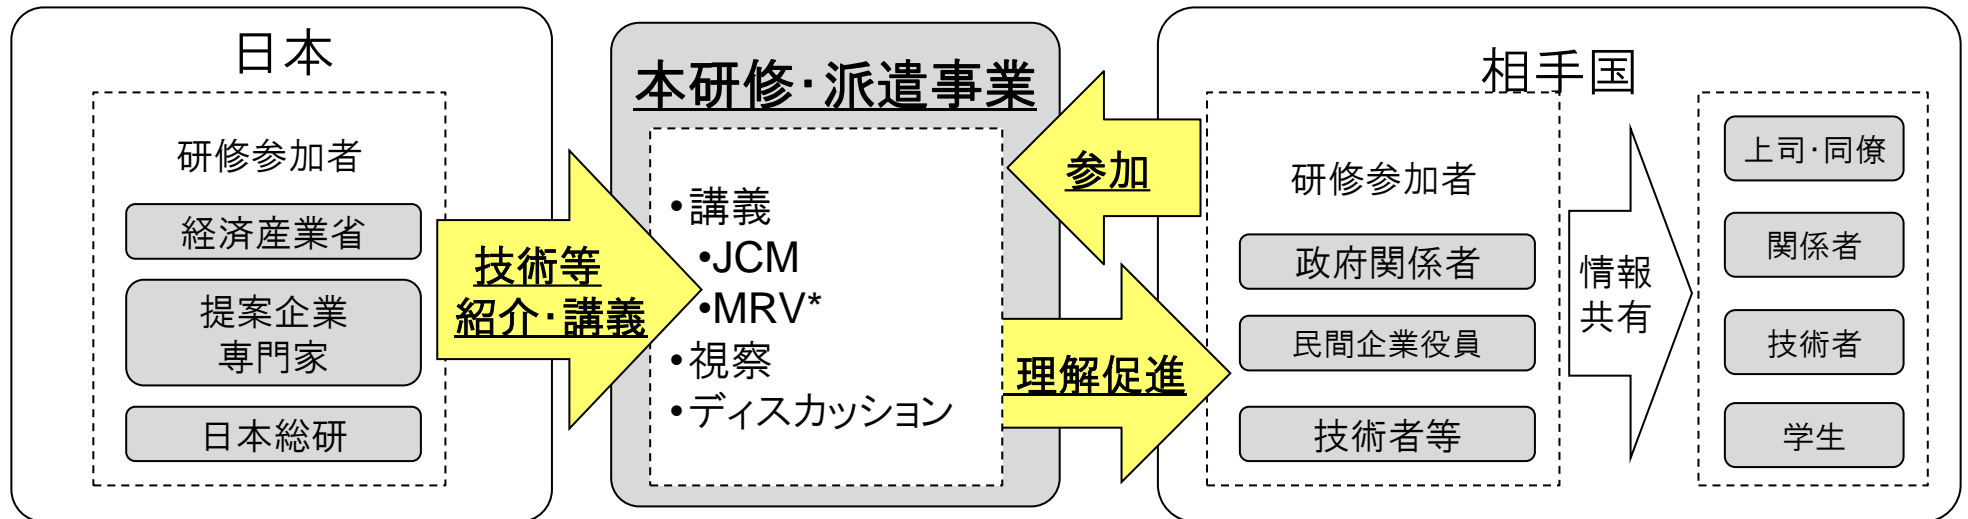 日本
研修参加者
経済産業省
提案企業
専門家
日本総研
技術等
紹介・講義
本研修・派遣事業
•講義
•JCM
•MRV*
•視察
•ディスカッション
参加
理解促進
相手国
研修参加者
政府関係者
民間企業役員
技術者等
情報
共有
上司・同僚
関係者
技術者
学生